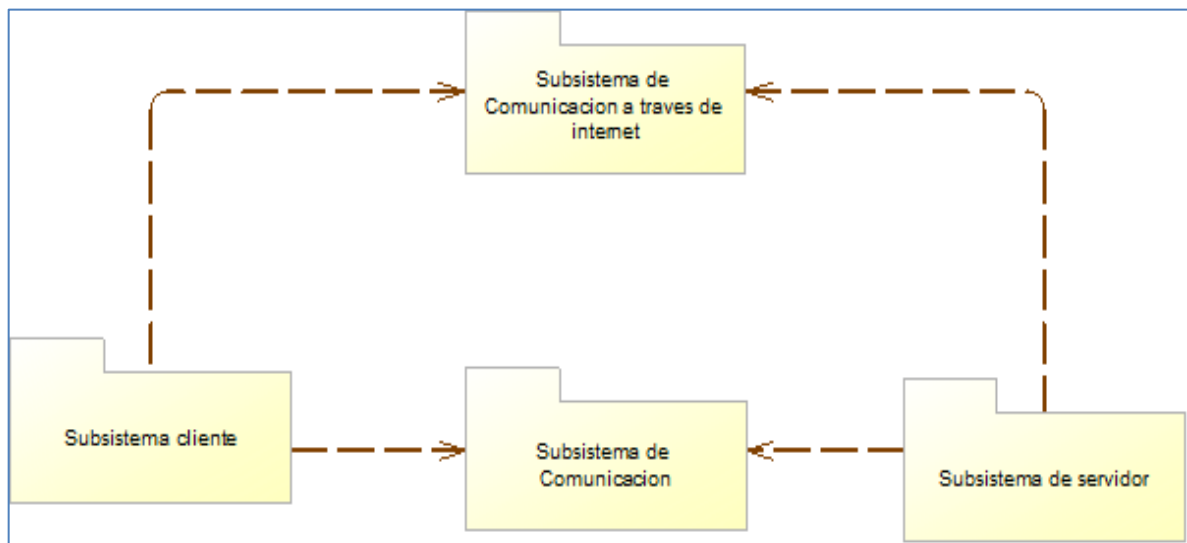 Subsistema de
Comunicacion a traves de
internet
Subsistema cliente
Subsistema de
Comunicacion
Subsistema de servidor